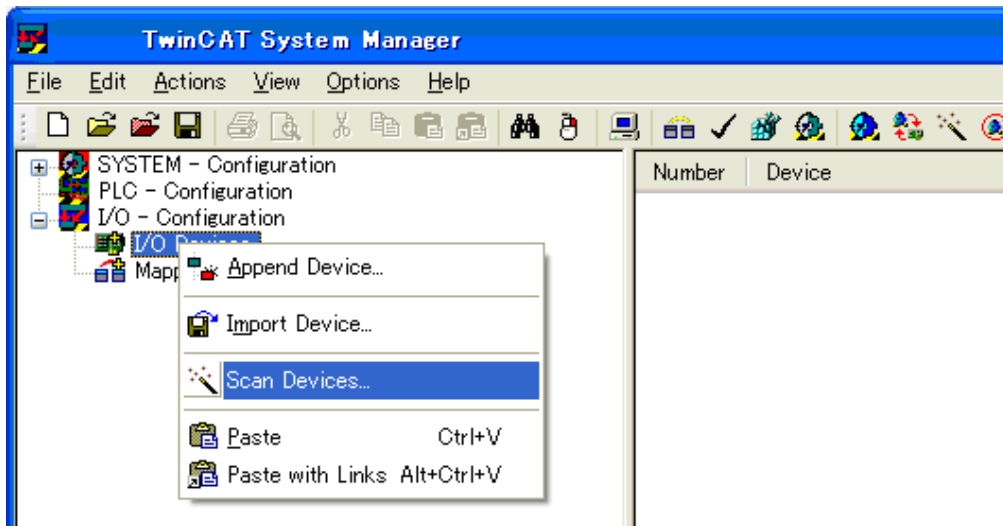 TwinCAT System Manager
File Edit Actions View Options Help
SYSTEM - Configuration
PLC - Configuration
I/O - Configuration
I/O Devices
Number Device
Append Device...
Import Device...
Scan Devices...
Paste Ctrl+V
Paste with Links Alt+Ctrl+V